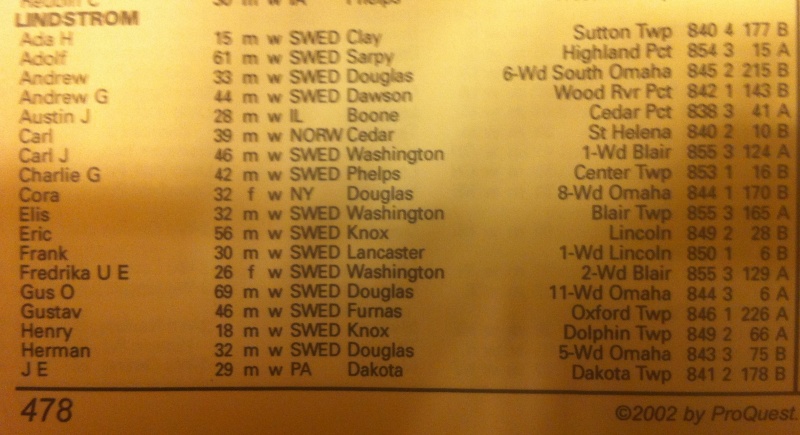 30 m w IA Phelps
LINDSTROM
Ada H 15 m w SWED Clay Sutton Twp 840 4 177 B
Adolf 61 m w SWED Sarpy Highland Pct 854 3 15 A
Andrew 33 m w SWED Douglas 6-Wd South Omaha 845 2 215 B
Andrew G 44 m w SWED Dawson Wood Rvr Pct 842 1 143 B
Austin J 28 m w IL Boone Cedar Pct 838 3 41 A
Carl 39 m w NORW Cedar St Helena 840 2 10 B
Carl J 46 m w SWED Washington 1-Wd Blair 855 3 124 A
Charlie G 42 m w SWED Phelps Center Twp 853 1 16 B
Cora 32 f w NY Douglas 8-Wd Omaha 844 1 170 B
Elis 32 m w SWED Washington Blair Twp 855 3 165 A
Eric 56 m w SWED Knox Lincoln 849 2 28 B
Frank 30 m w SWED Lancaster 1-Wd Lincoln 850 1 6 B
Fredrika U E 26 f w SWED Washington 2-Wd Blair 855 3 129 A
Gus O 69 m w SWED Douglas 11-Wd Omaha 844 3 6 A
Gustav 46 m w SWED Furnas Oxford Twp 846 1 226 A
Henry 18 m w SWED Knox Dolphin Twp 849 2 66 A
Herman 32 m w SWED Douglas 5-Wd Omaha 843 3 75 B
J E 29 m w PA Dakota Dakota Twp 841 2 178 B
478 ©2002 by ProQuest.